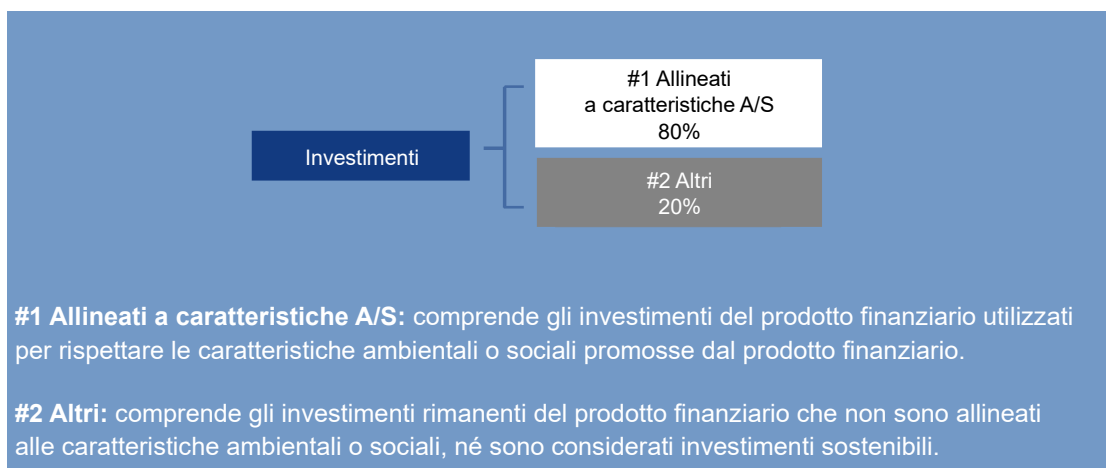 #1 Allineati
a caratteristiche A/S
80%
Investimenti
#2 Altri
20%
#1 Allineati a caratteristiche A/S: comprende gli investimenti del prodotto finanziario utilizzati
per rispettare le caratteristiche ambientali o sociali promosse dal prodotto finanziario.
#2 Altri: comprende gli investimenti rimanenti del prodotto finanziario che non sono allineati
alle caratteristiche ambientali o sociali, né sono considerati investimenti sostenibili.